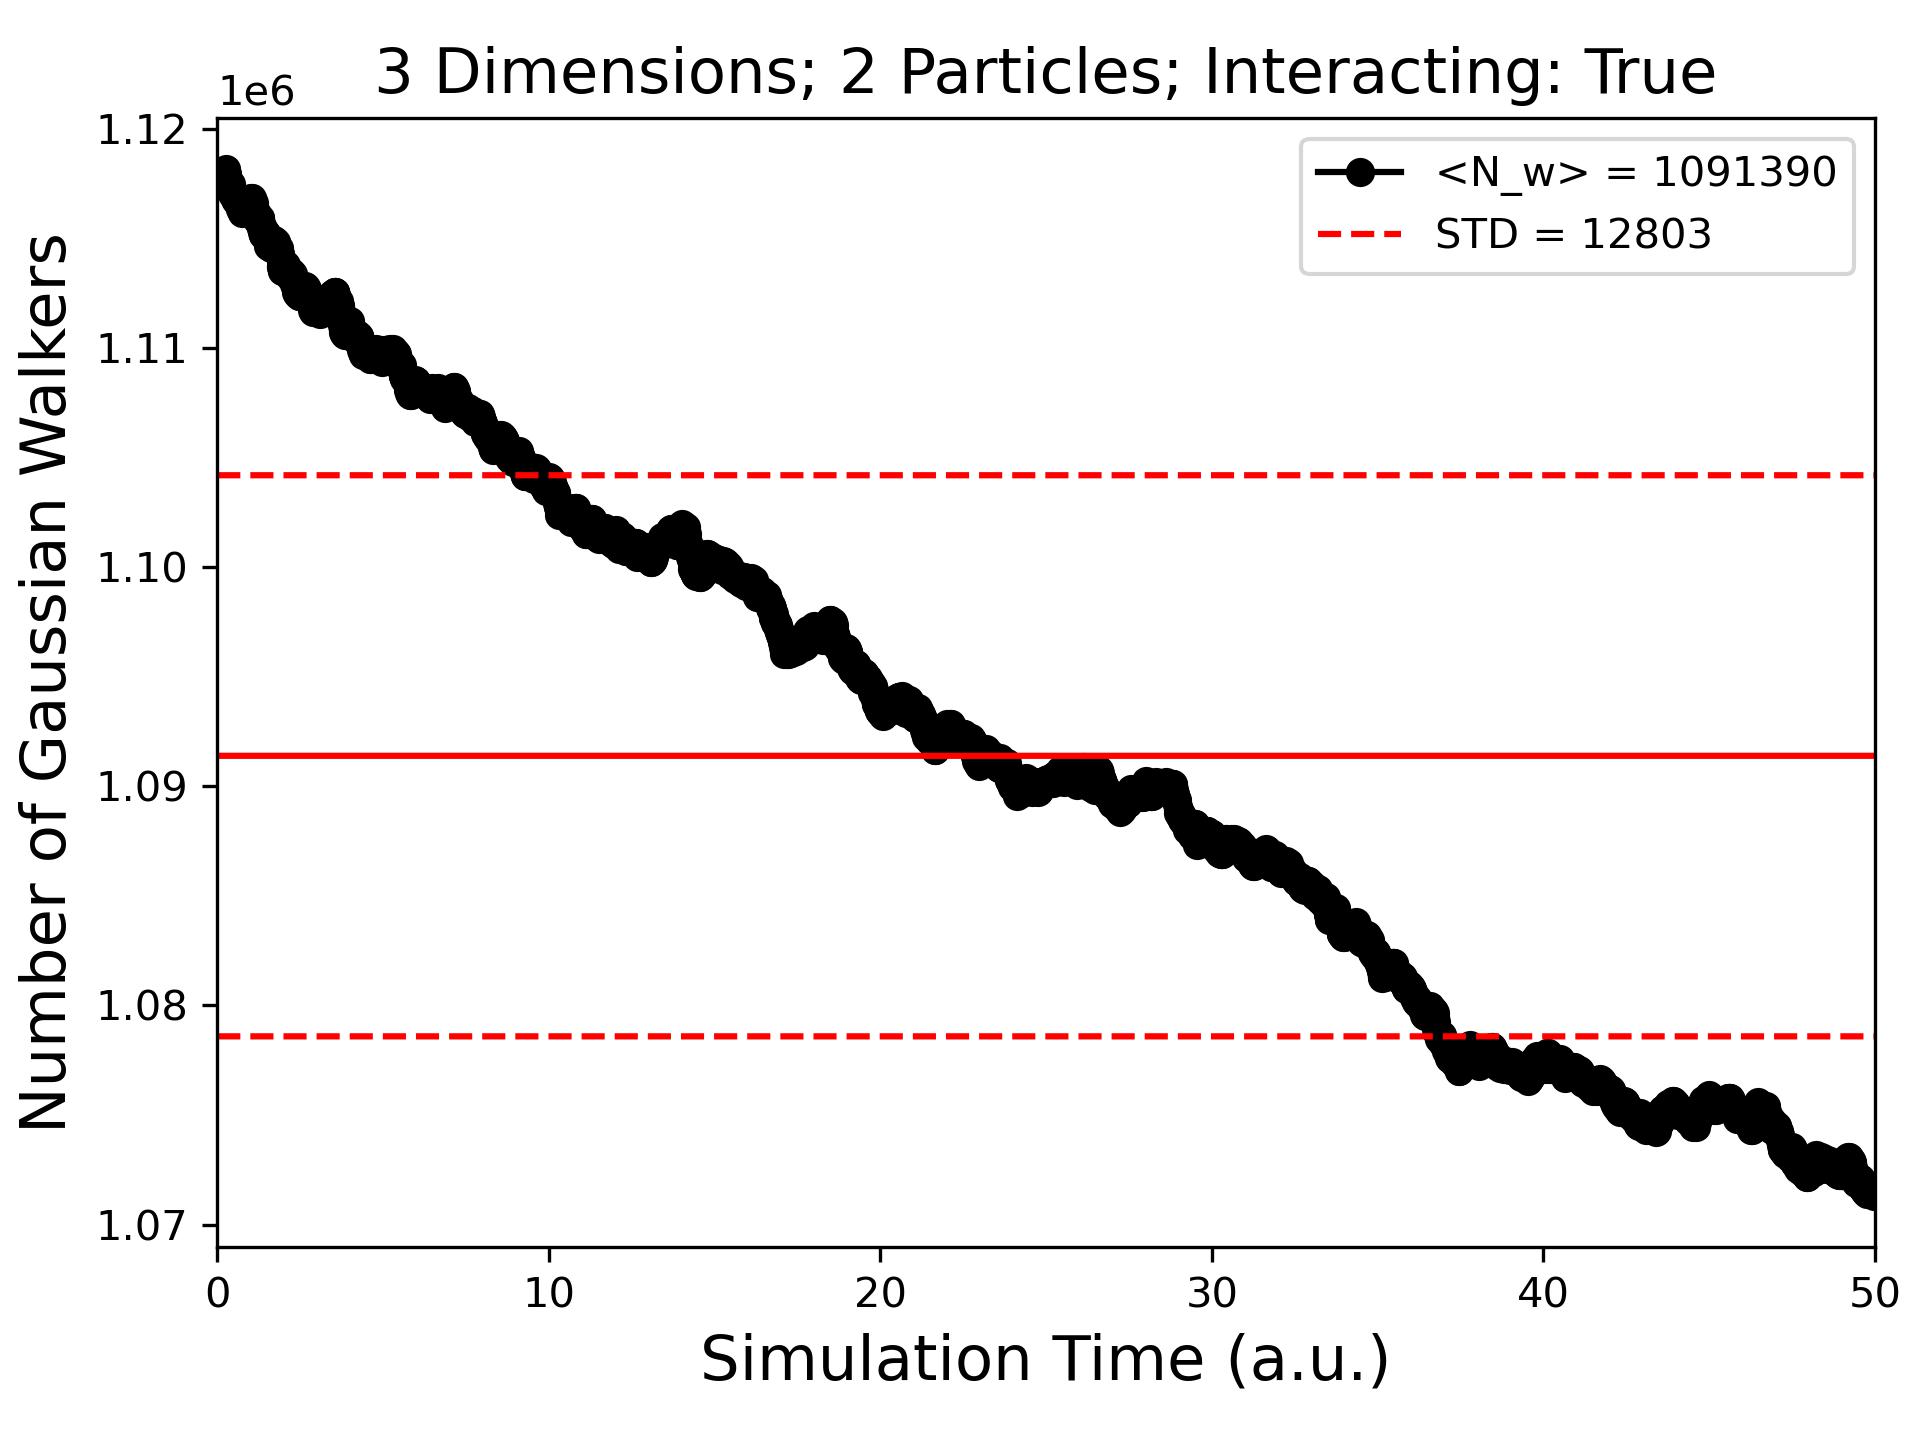 3 Dimensions; 2 Particles; Interacting: True
1e6
<N_w> = 1091390
STD = 12803
Number of Gaussian Walkers
1.12
1.11
1.10
1.09
1.08
1.07
0 10 20 30 40 50
Simulation Time (a.u.)